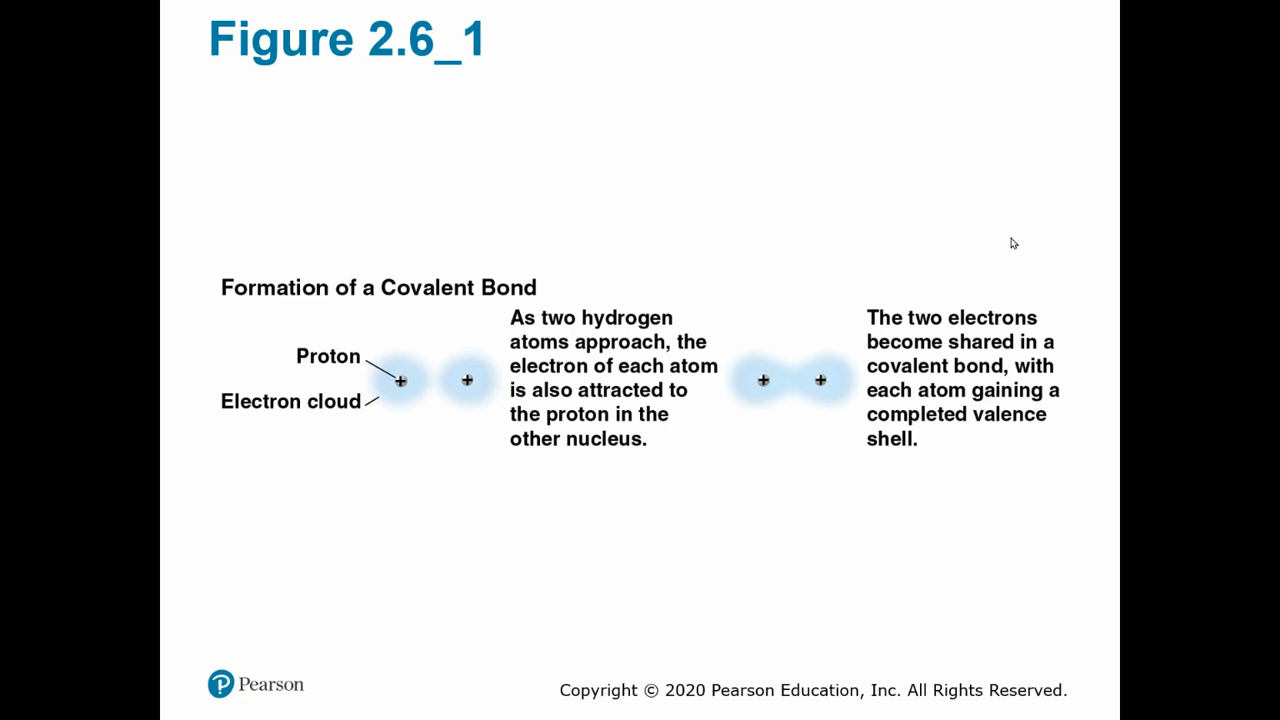 Figure 2.6_1
Formation of a Covalent Bond
Proton
Electron cloud
+
+
As two hydrogen
atoms approach, the
electron of each atom
is also attracted to
the proton in the
other nucleus.
+
+
The two electrons
become shared in a
covalent bond, with
each atom gaining a
completed valence
shell.
P Pearson
Copyright © 2020 Pearson Education, Inc. All Rights Reserved.